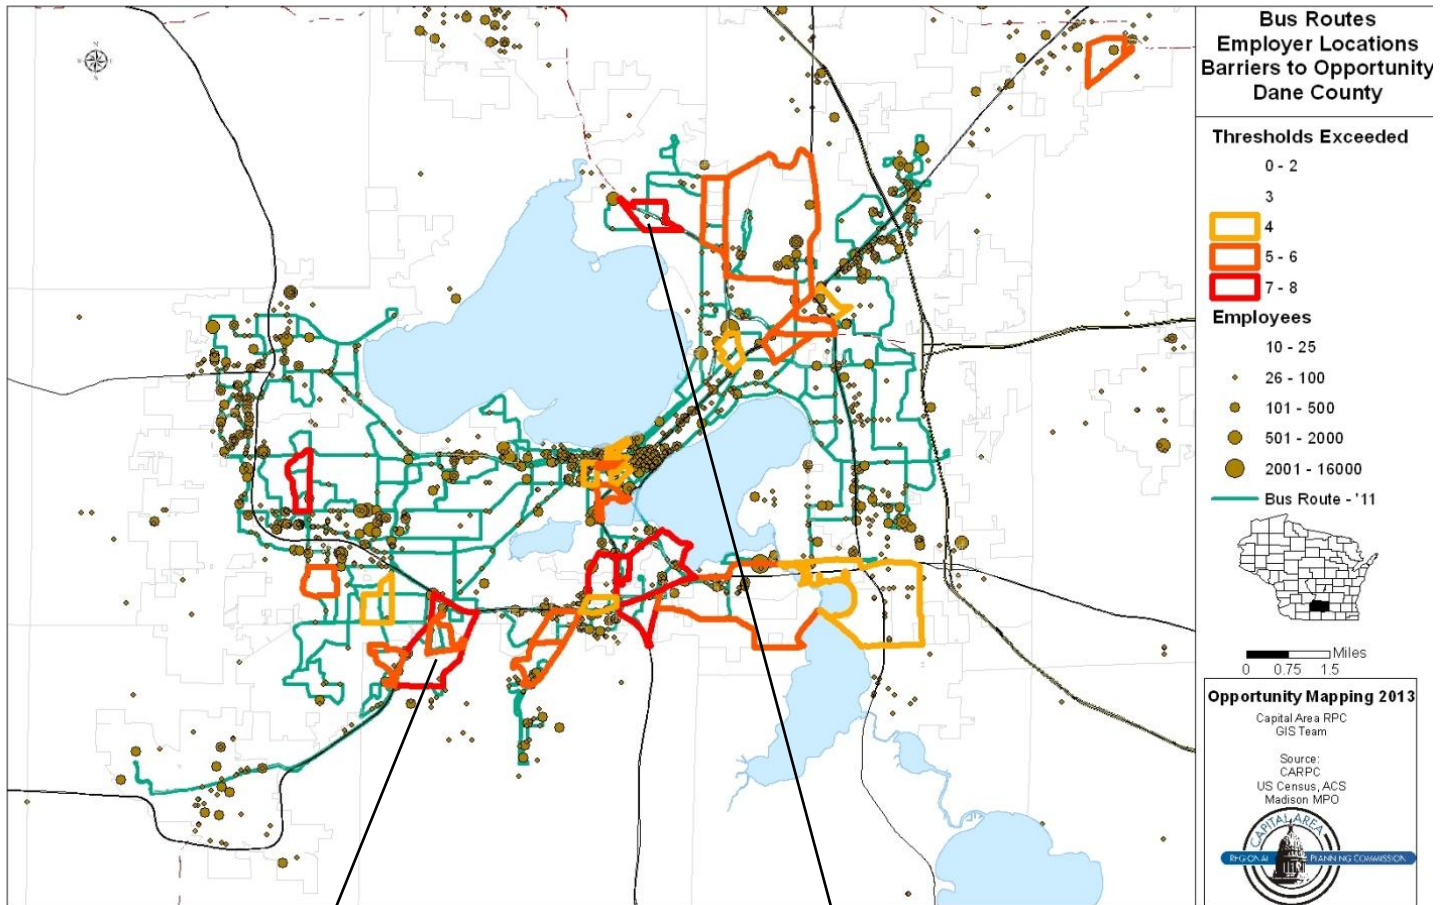 Bus Routes
Employer Locations
Barriers to Opportunity
Dane County
Thresholds Exceeded
0 - 2
3
4
5 - 6
7 - 8
Employees
10 - 25
26 - 100
101 - 500
501 - 2000
2001 - 16000
Bus Route - '11
Miles
0 0.75 1.5
Opportunity Mapping 2013
Capital Area RPC
GIS Team
Source:
CARPC
US Census, ACS
Madison MPO
CAPITAL AREA
REGIONAL PLANNING COMMISSION